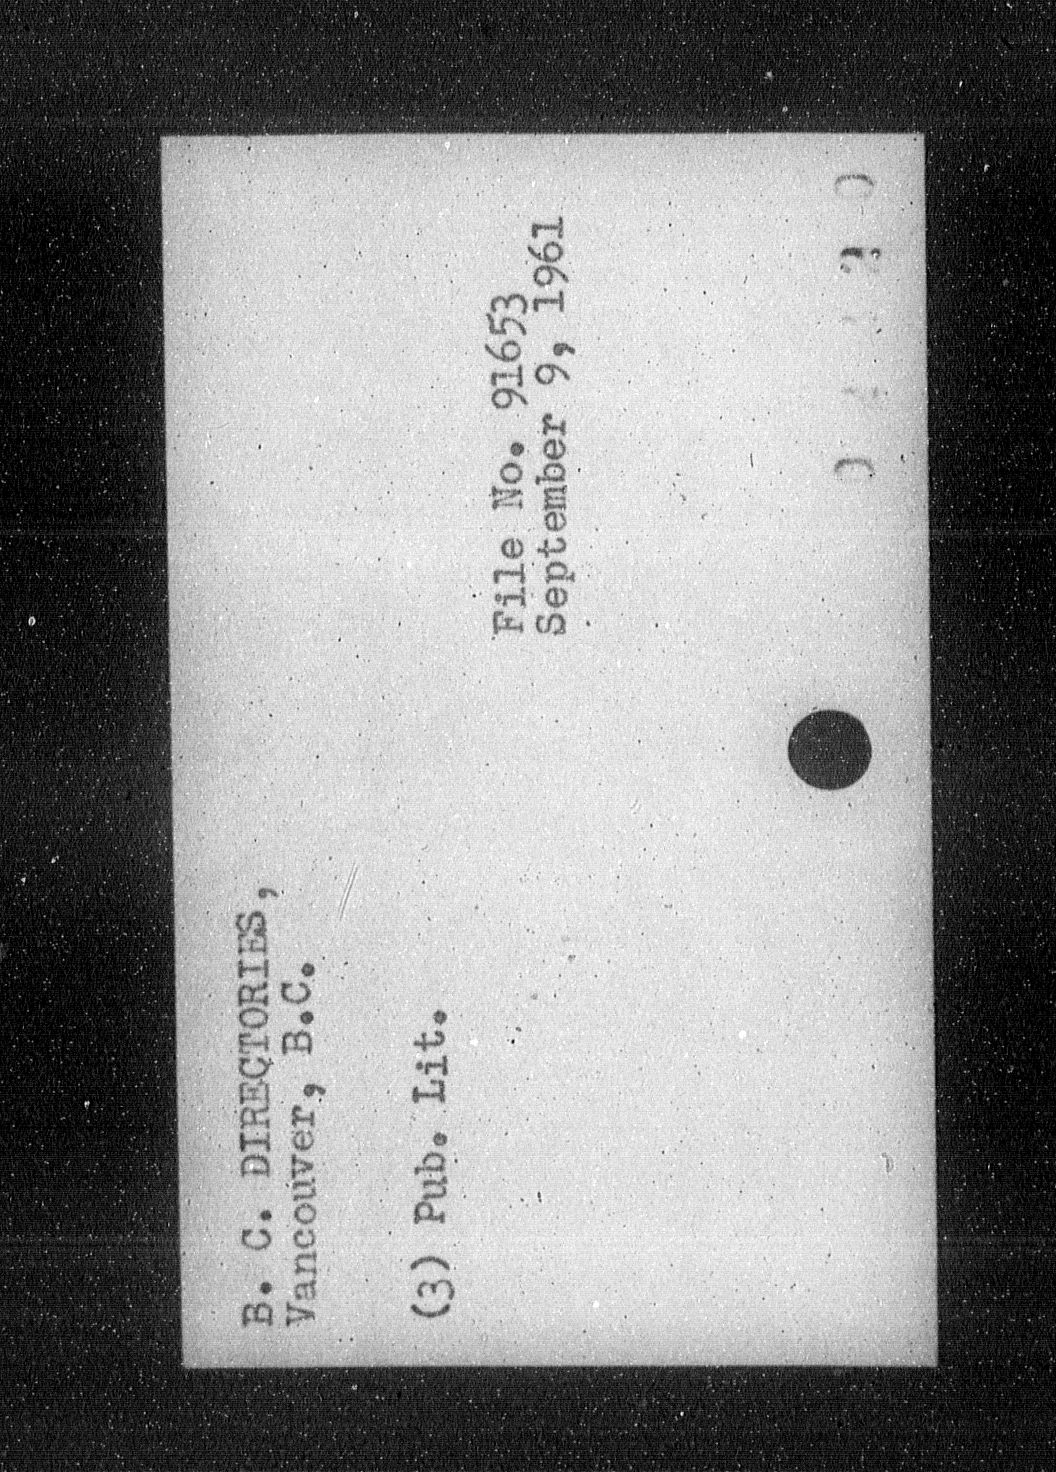 B. C. DIRECTORIES,
Vancouver, B.C.
(3) Pub. Lit.
File No. 91653
September 9, 1961